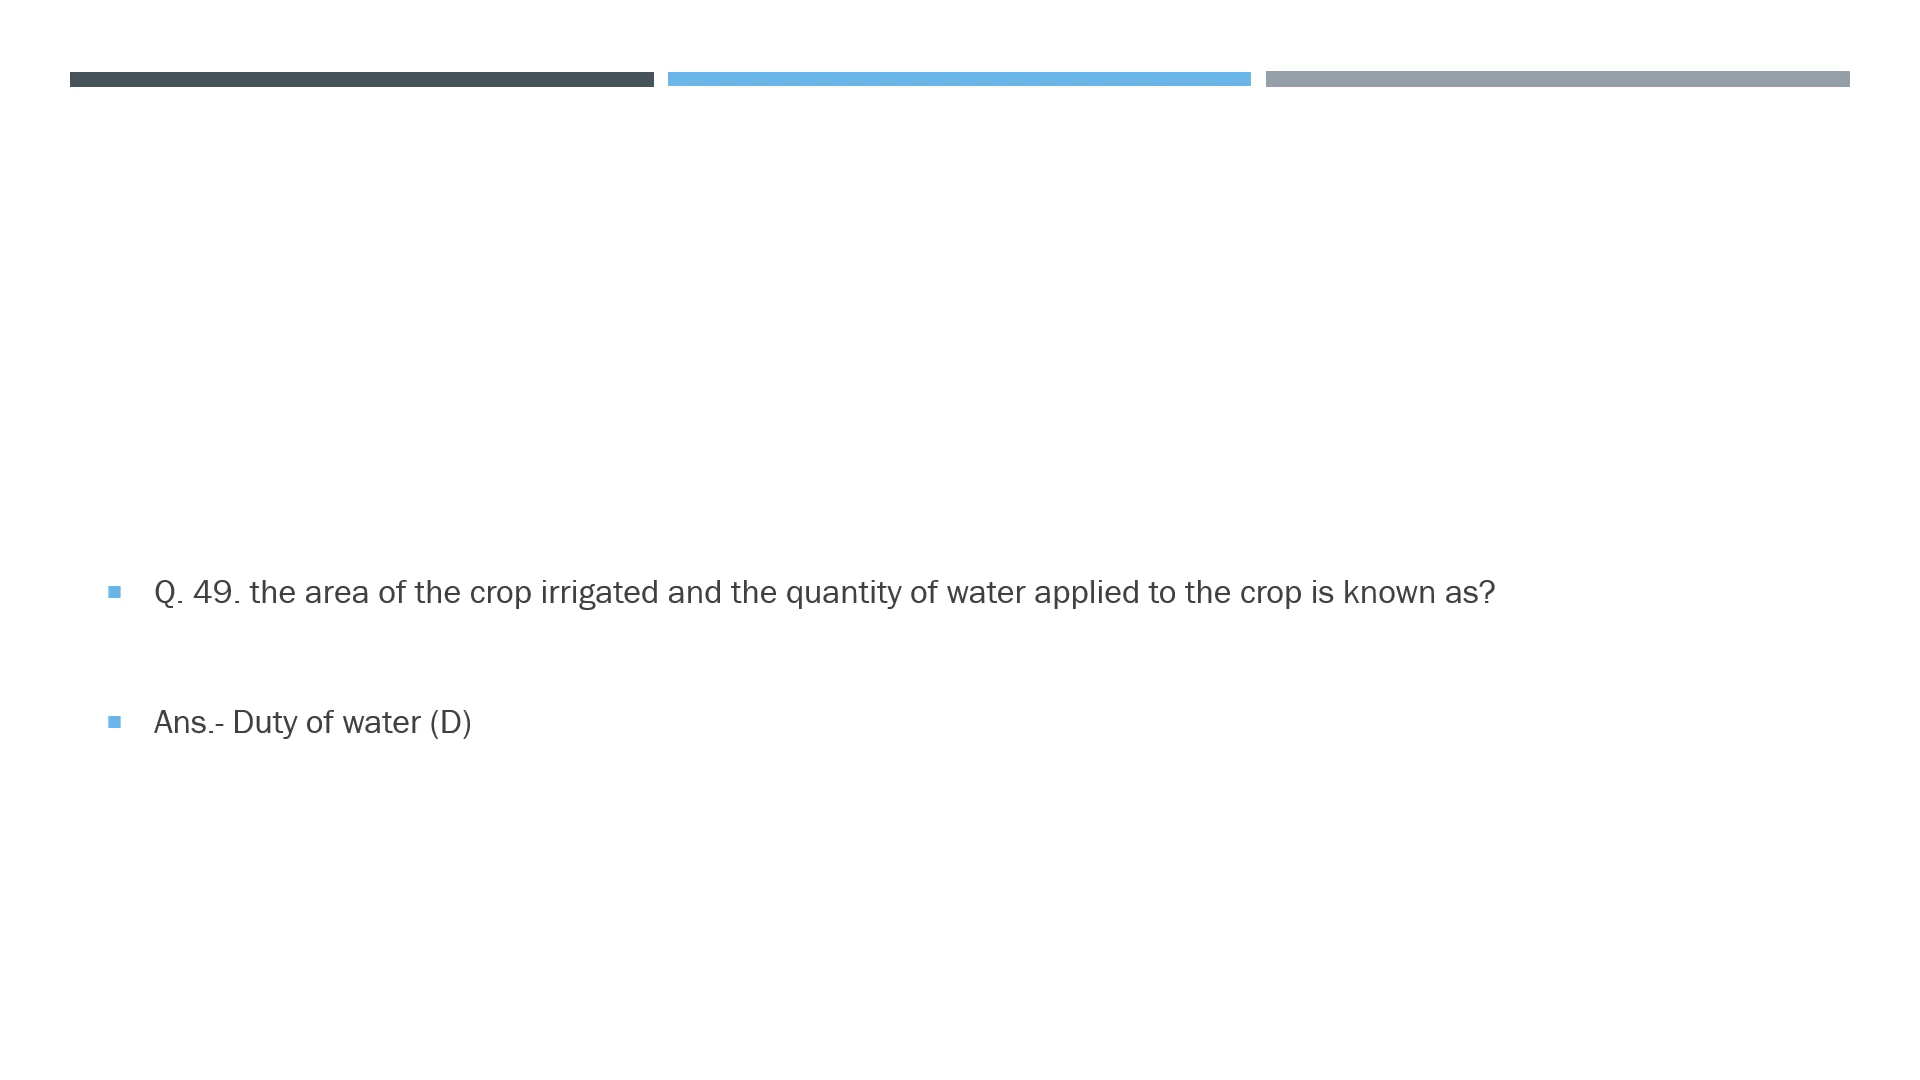 Q. 49. the area of the crop irrigated and the quantity of water applied to the crop is known as?
Ans.- Duty of water (D)